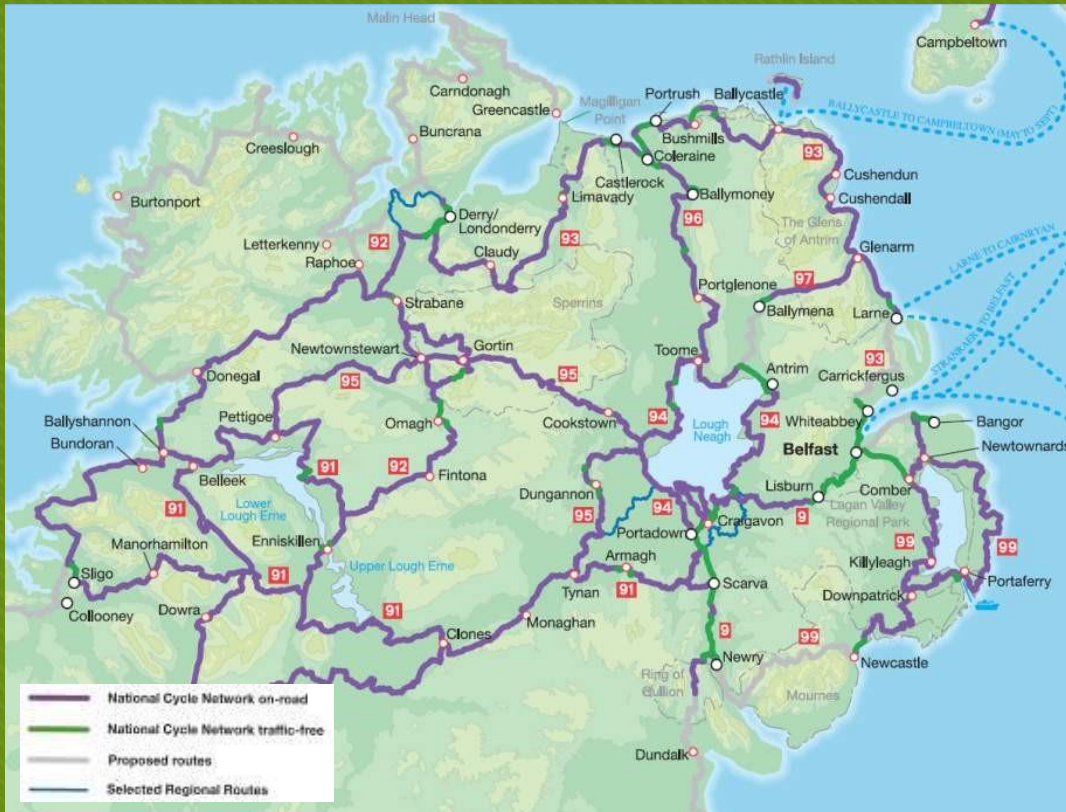 Malin Head
Campbeltown
Rathlin Island
Carndonagh
Greencastle
Magilligan
Point
Portrush
Ballycastle
BALLYCASTLE TO CAMPBELTOWN (MAY TO SEPT)
Buncrana
Bushmills
Creeslough
Coleraine
93
Cushendun
Castlerock
Burtonport
Limavady
Ballymoney
Cushendall
Derry/
Londonderry
96
The Glens
of Antrim
92
93
Letterkenny
Claudy
Glenarm
LARNE TO CAIRNRYAN
Raphoe
97
Portglenone
Strabane
Sperrins
Ballymena
Larne
STRANRAER TO BELFAST
Newtownstewart
Gortin
Toome
93
Donegal
95
95
Antrim
Carrickfergus
Pettigoe
Cookstown
94
94
Whiteabbey
Ballyshannon
Omagh
Lough
Neagh
Bangor
Bundoran
Belfast
Newtownards
91
92
Fintona
Belleek
Lisburn
Comber
Lower
Lough Erne
Dungannon
91
94
Craigavon
9
Lagan Valley
Regional Park
95
Portadown
Manorhamilton
Enniskillen
Armagh
99
99
Upper Lough Erne
Killyleagh
91
Sligo
Scarva
Portaferry
Tynan
91
Downpatrick
Collooney
Dowra
91
Monaghan
Clones
9
99
Newry
Newcastle
Ring of
Gullion
Mournes
Dundalk
National Cycle Network on-road
National Cycle Network traffic-free
Proposed routes
Selected Regional Routes